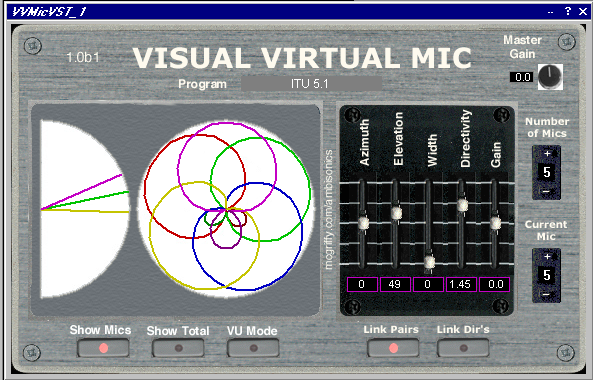 VVMicVST_1
-- ? X
1.0b1
VISUAL VIRTUAL MIC
Master
Gain
0.0
Program
ITU 5.1
Azimuth
Elevation
Width
Directivity
Gain
mcgriffy.com/ambisonics
0
49
0
1.45
0.0
Number
of Mics
+
5
–
Current
Mic
+
5
–
Show Mics
Show Total
VU Mode
Link Pairs
Link Dir's